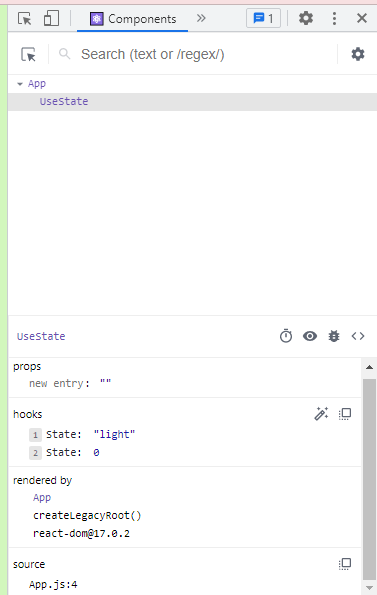 Components
1
Search (text or /regex/)
App
UseState
UseState
props
new entry: ""
hooks
1 State: "light"
2 State: 0
rendered by
App
createLegacyRoot()
react-dom@17.0.2
source
App.js:4